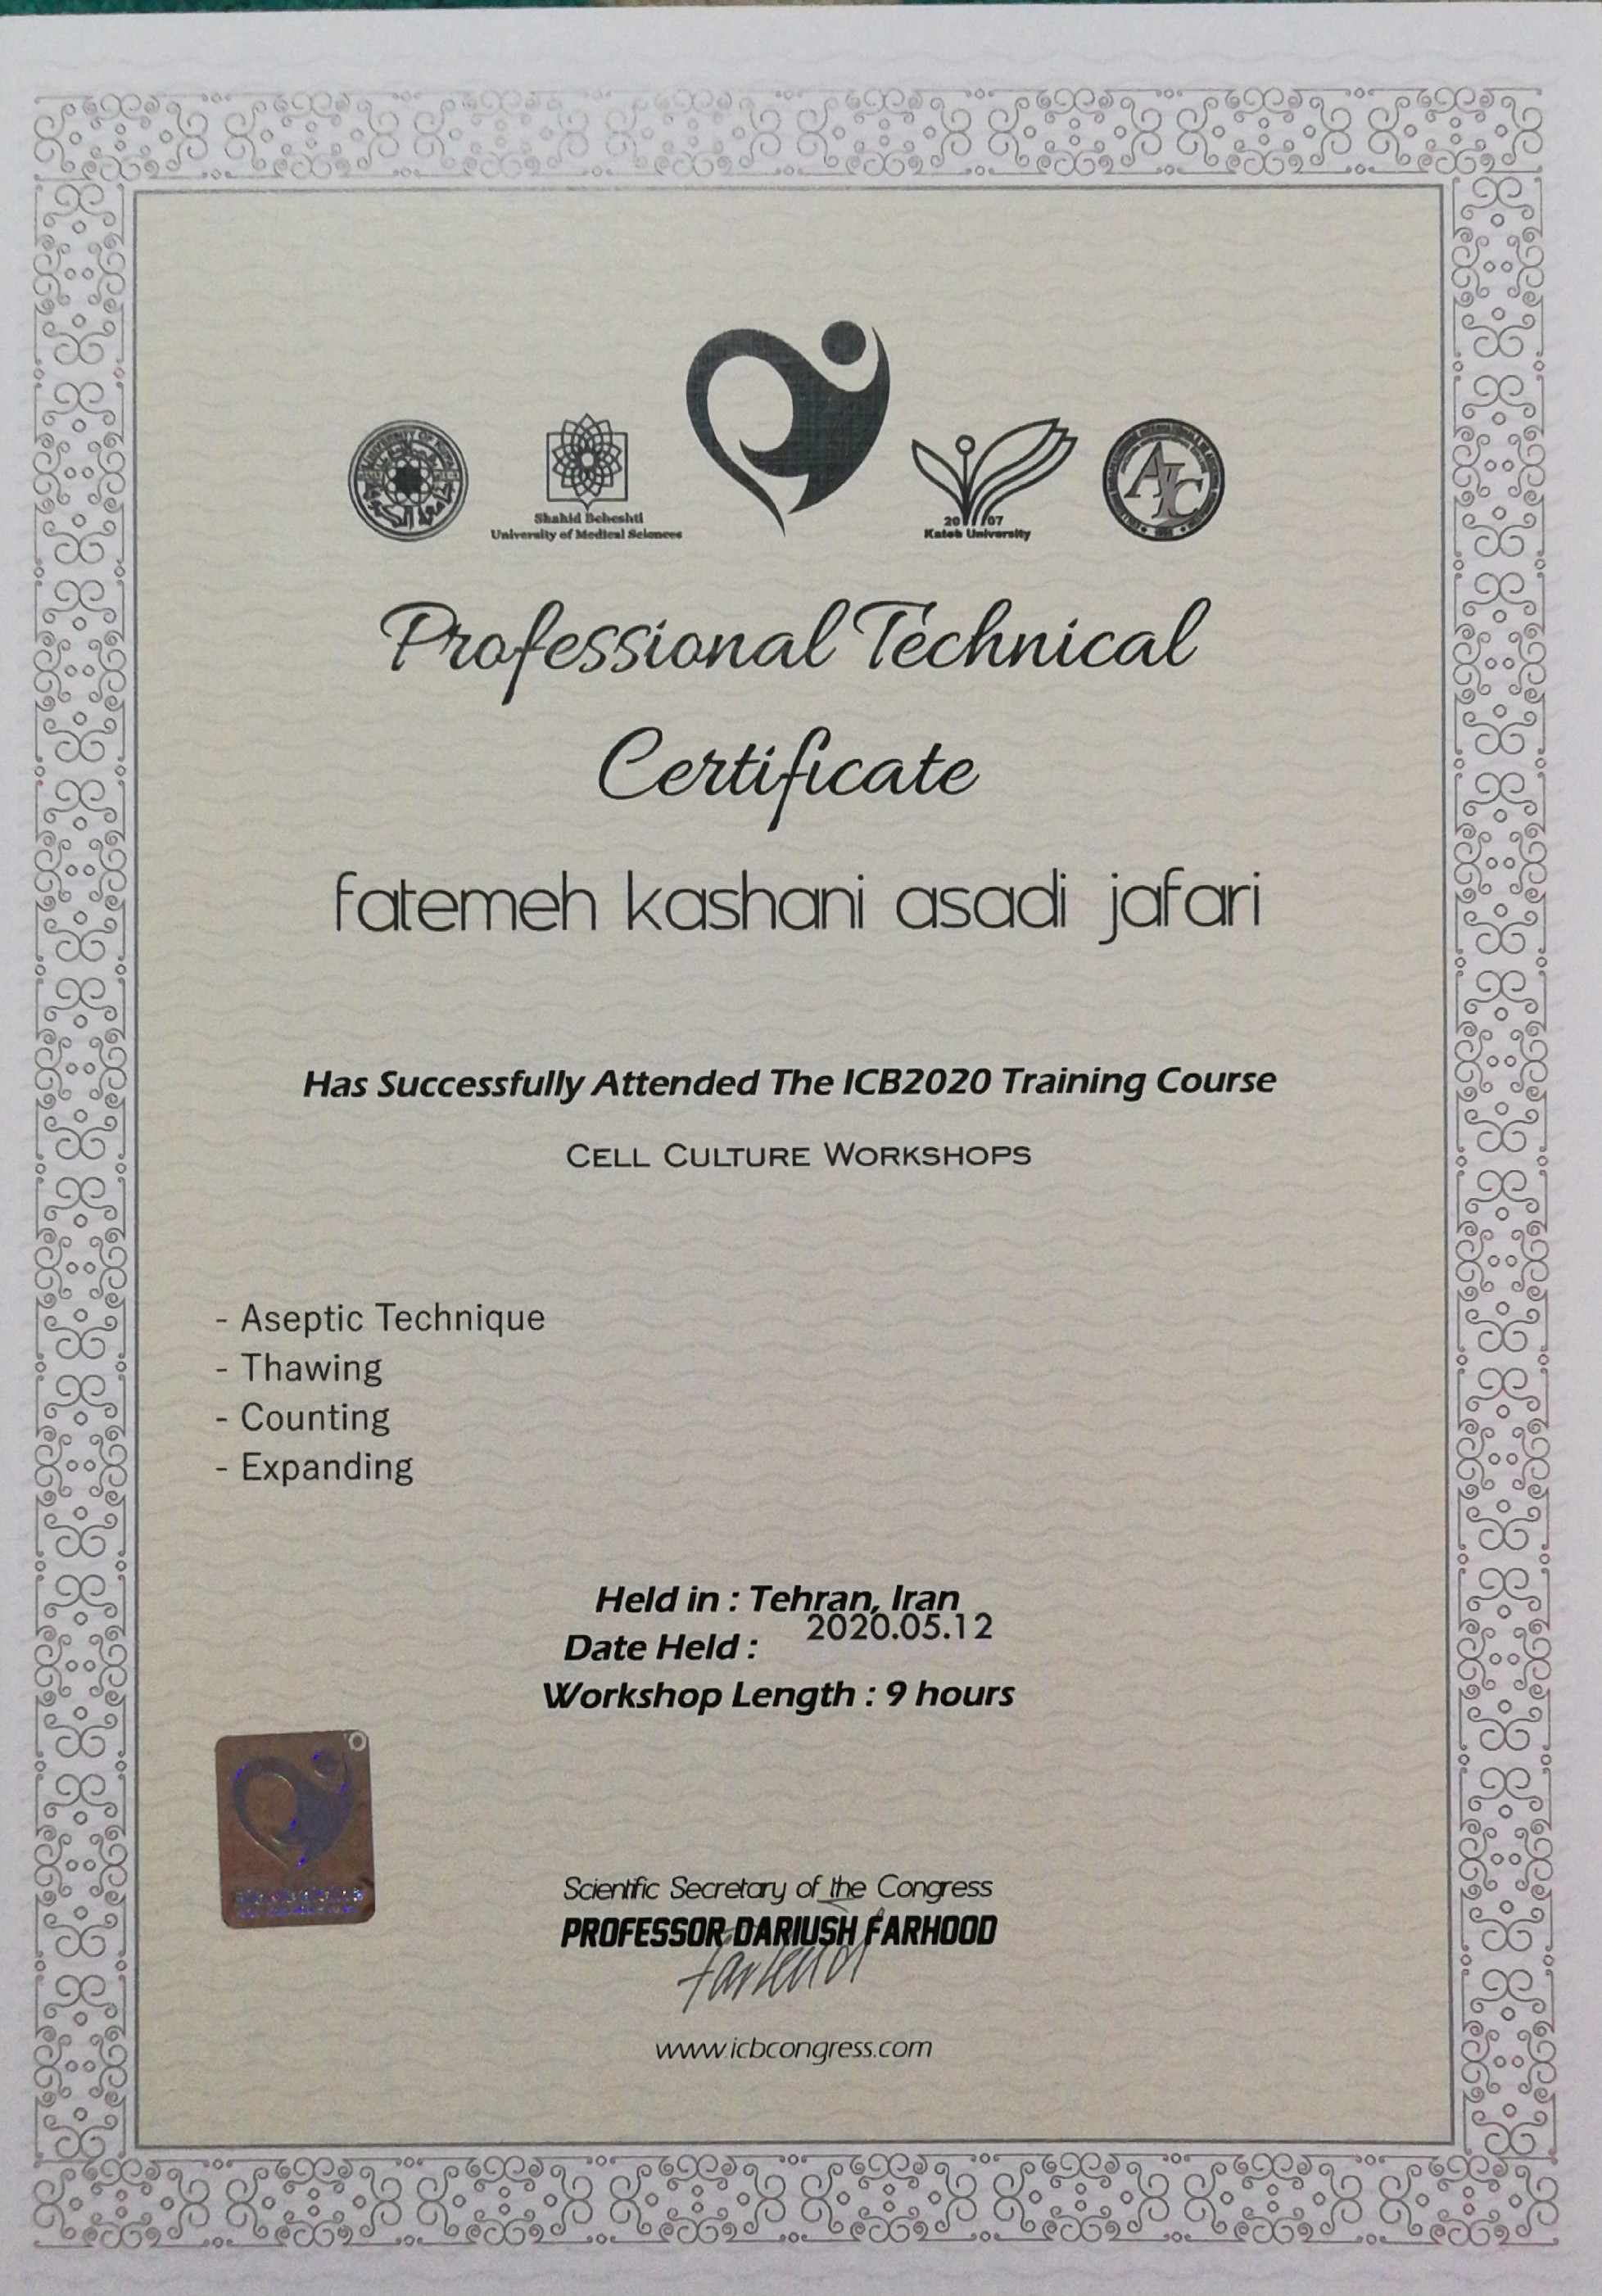 Shahid Beheshti
University of Medical Sciences
2007
Kateb University
AIC
Professional Technical
Certificate
fatemeh kashani asadi jafari
Has Successfully Attended The ICB2020 Training Course
CELL CULTURE WORKSHOPS
- Aseptic Technique
- Thawing
- Counting
- Expanding
Held in : Tehran, Iran
Date Held : 2020.05.12
Workshop Length : 9 hours
Scientific Secretary of the Congress
PROFESSOR DARIUSH FARHOOD
Farhood
www.icbcongress.com